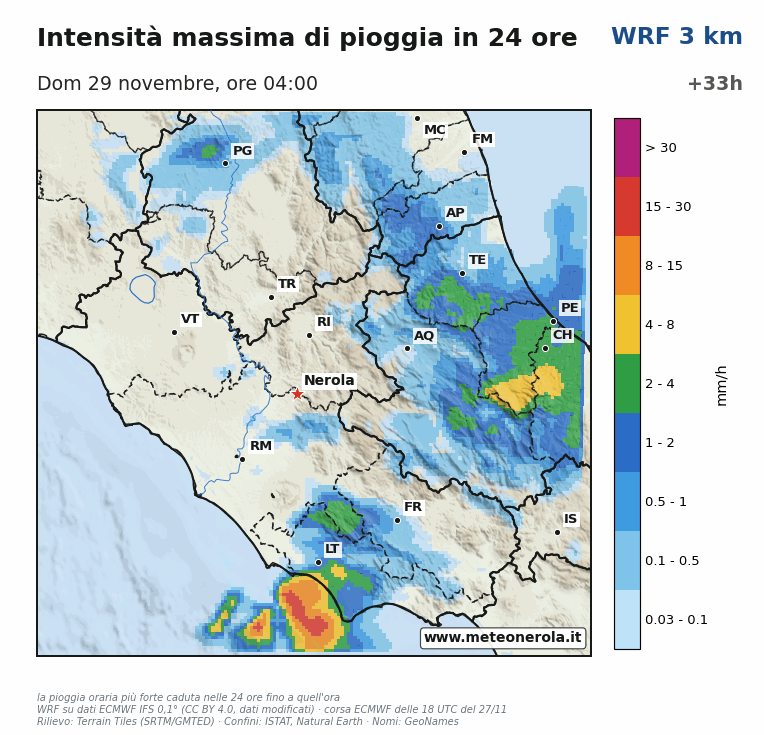 Intensità massima di pioggia in 24 ore WRF 3 km
Dom 29 novembre, ore 04:00 +33h
MC
FM
PG
AP
TE
TR
PE
VT
RI
AQ
CH
Nerola
RM
FR
IS
LT
www.meteonerola.it
> 30
15 - 30
8 - 15
4 - 8
2 - 4
1 - 2
0.5 - 1
0.1 - 0.5
0.03 - 0.1
mm/h
la pioggia oraria più forte caduta nelle 24 ore fino a quell'ora
WRF su dati ECMWF IFS 0,1° (CC BY 4.0, dati modificati) · corsa ECMWF delle 18 UTC del 27/11
Rilievo: Terrain Tiles (SRTM/GMTED) · Confini: ISTAT, Natural Earth · Nomi: GeoNames